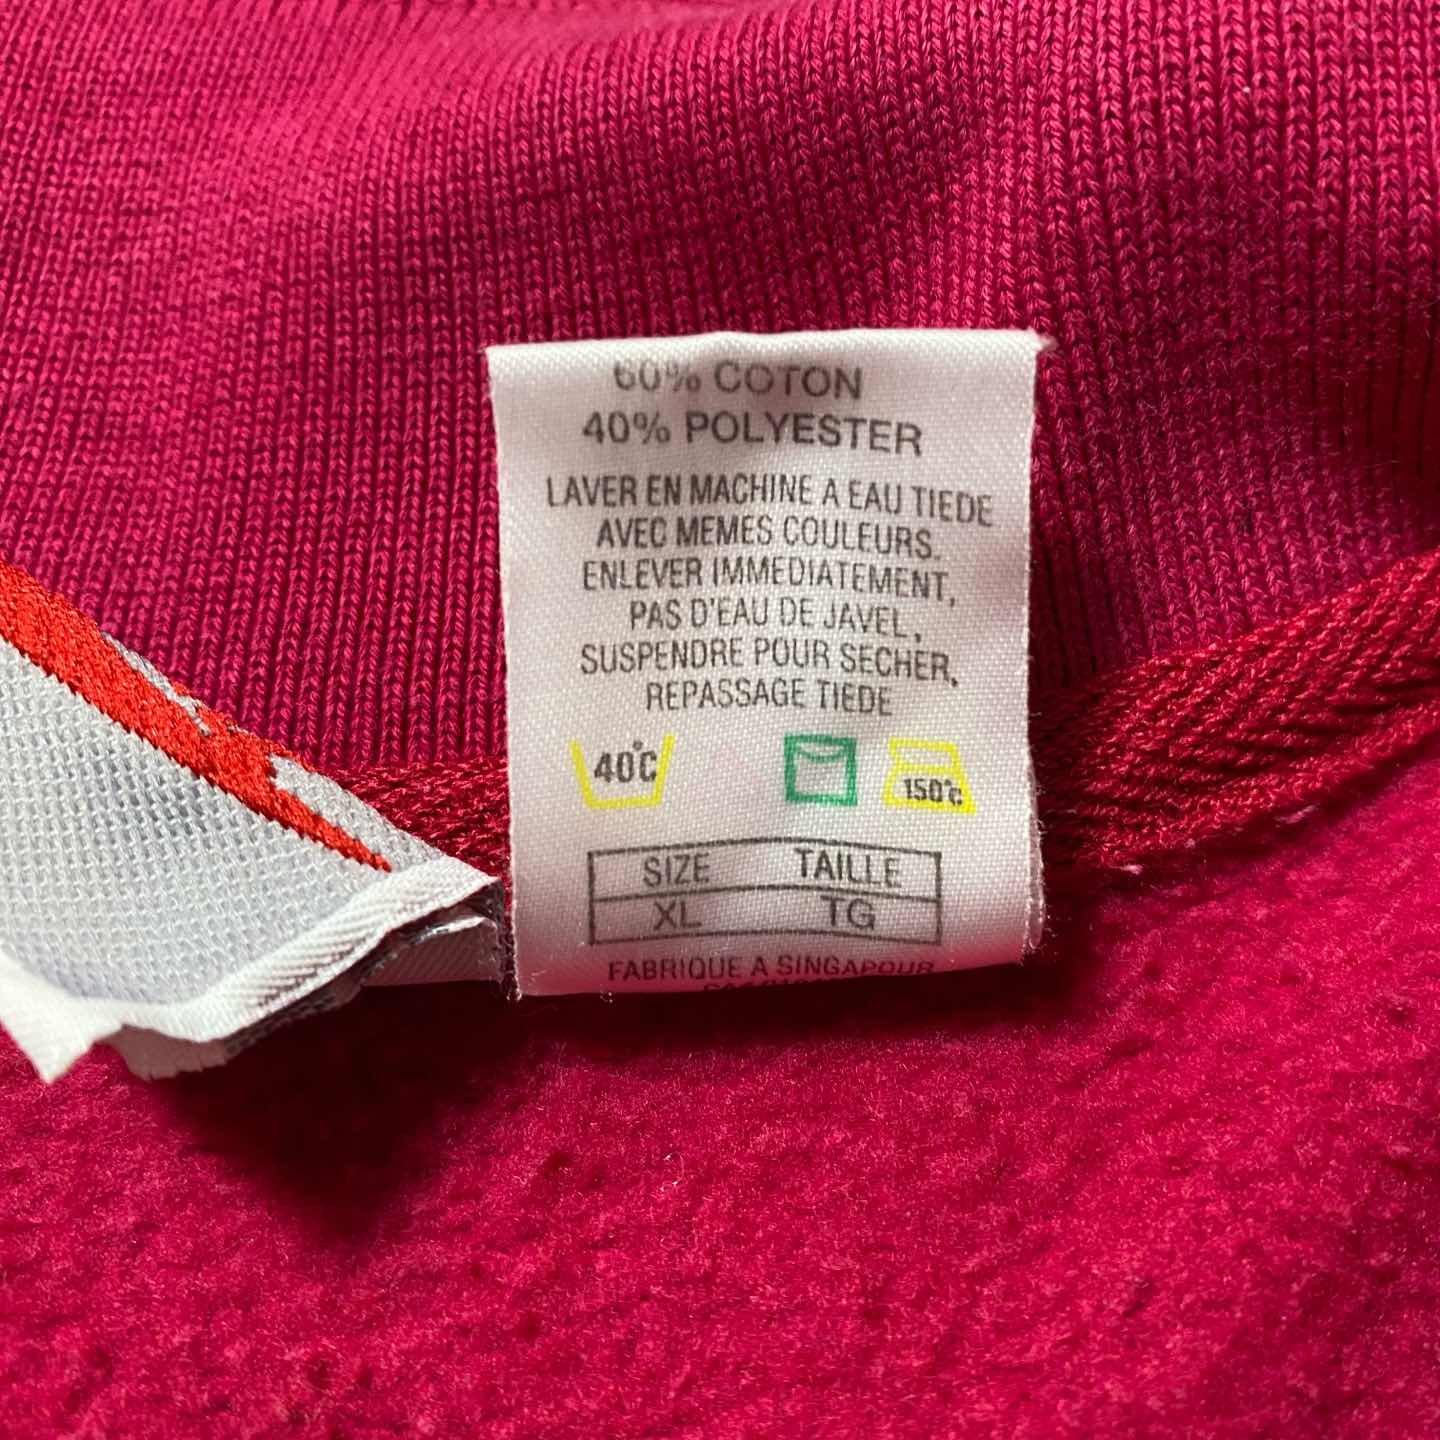 60% COTON
40% POLYESTER
LAVER EN MACHINE A EAU TIEDE
AVEC MEMES COULEURS.
ENLEVER IMMEDIATEMENT,
PAS D'EAU DE JAVEL,
SUSPENDRE POUR SECHER,
REPASSAGE TIEDE
40°C 150°C
SIZE TAILLE
XL TG
FABRIQUE A SINGAPOUR